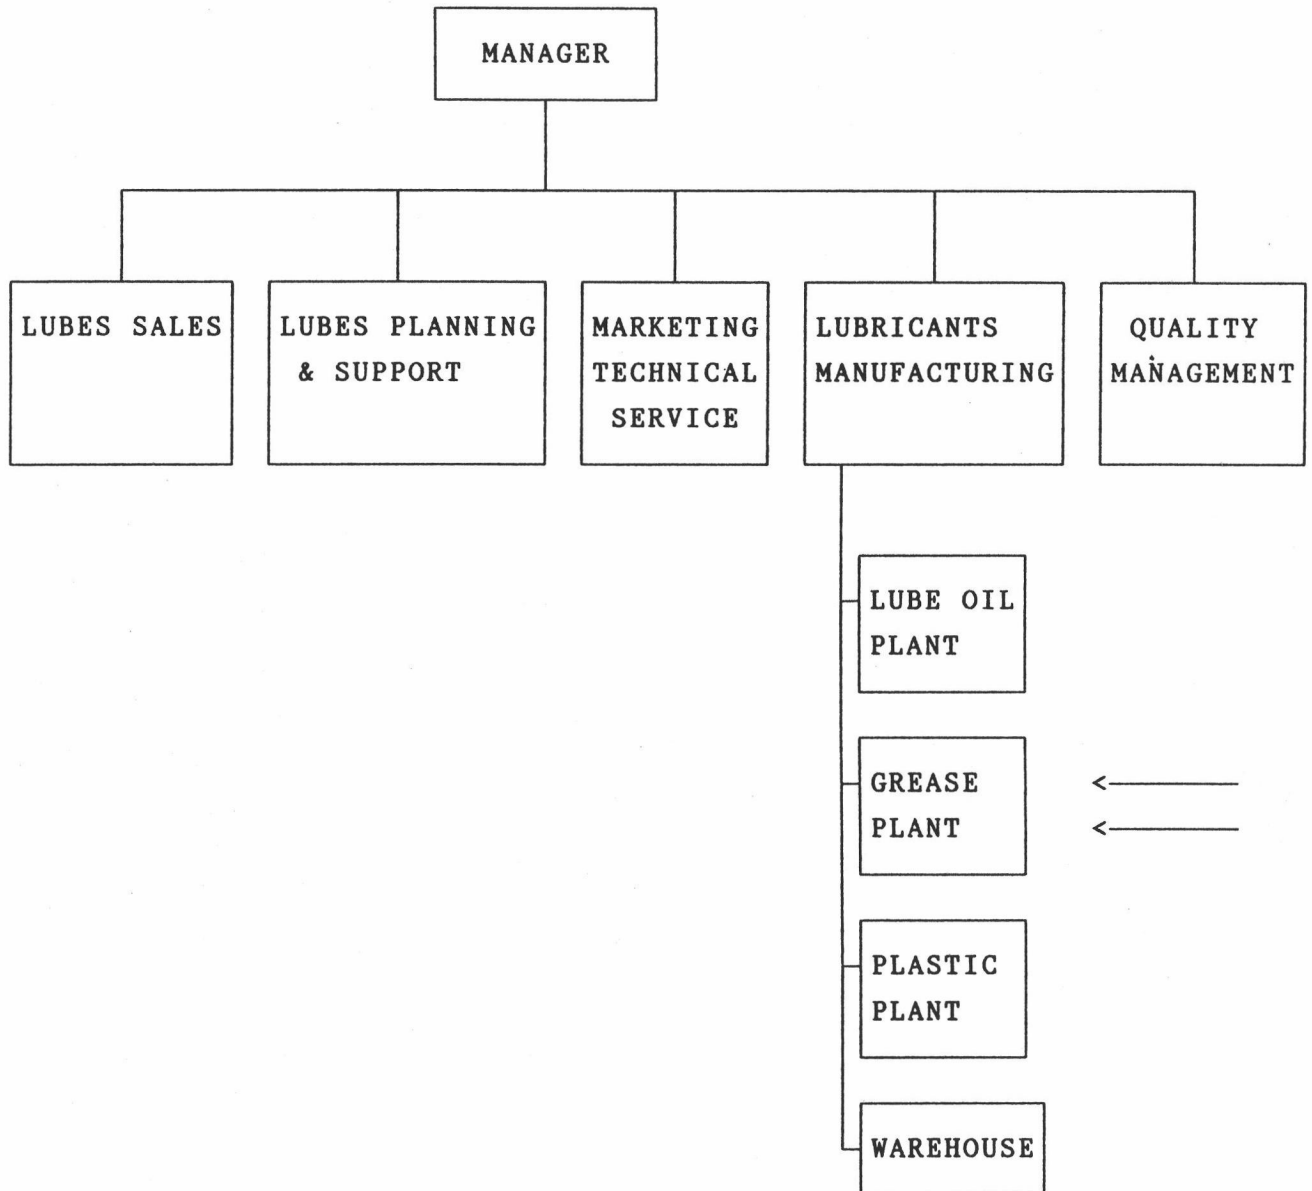 MANAGER
LUBES SALES
LUBES PLANNING
& SUPPORT
MARKETING
TECHNICAL
SERVICE
LUBRICANTS
MANUFACTURING
QUALITY
MANAGEMENT
LUBE OIL
PLANT
GREASE
PLANT
PLASTIC
PLANT
WAREHOUSE